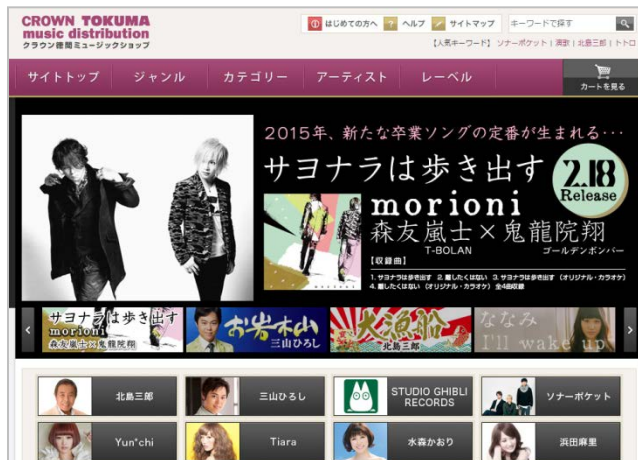 CROWN TOKUMA
music distribution
クラウン徳間ミュージックショップ
はじめての方へ ヘルプ サイトマップ キーワードで探す
【人気キーワード】 ソナーポケット | 演歌 | 北島三郎 | トトロ
サイトトップ ジャンル カテゴリー アーティスト レーベル
カートを見る
2015年、新たな卒業ソングの定番が生まれる・・・
サヨナラは歩き出す
2.18
Release
morioni
森友嵐士×鬼龍院翔
T-BOLAN ゴールデンボンバー
【収録曲】
1. サヨナラは歩き出す 2. 離したくはない 3. サヨナラは歩き出す (オリジナル・カラオケ)
4. 離したくはない (オリジナル・カラオケ) 全4曲収録
サヨナラは歩き出す
morioni
森友嵐士×鬼龍院翔
お岩木山
三山ひろし
大漁船
北島三郎
ななみ
I'll wake up
北島三郎 三山ひろし STUDIO GHIBLI RECORDS ソナーポケット
Yun*chi Tiara 水森かおり 浜田麻里